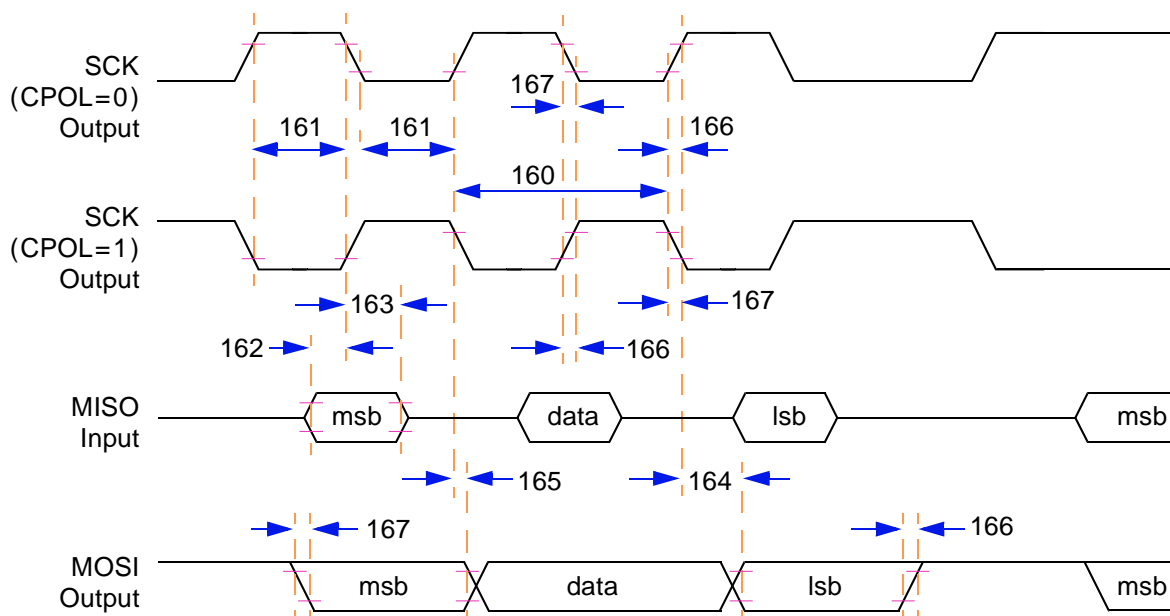 SCK
(CPOL=0)
Output
167
161
161
166
160
SCK
(CPOL=1)
Output
163
167
162
166
MISO
Input
msb
data
lsb
msb
165
164
167
166
MOSI
Output
msb
data
lsb
msb